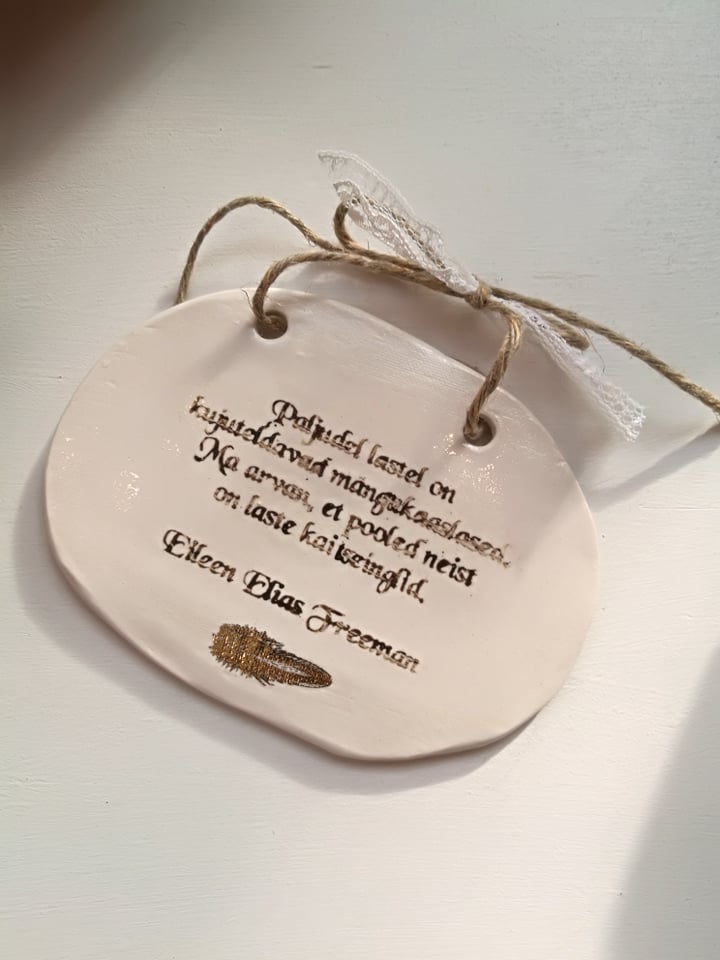 Paljudel lastel on
kujuteldavad mängukaaslased.
Ma arvan, et pooled neist
on laste kaitseinglid.
Eileen Elias Freeman